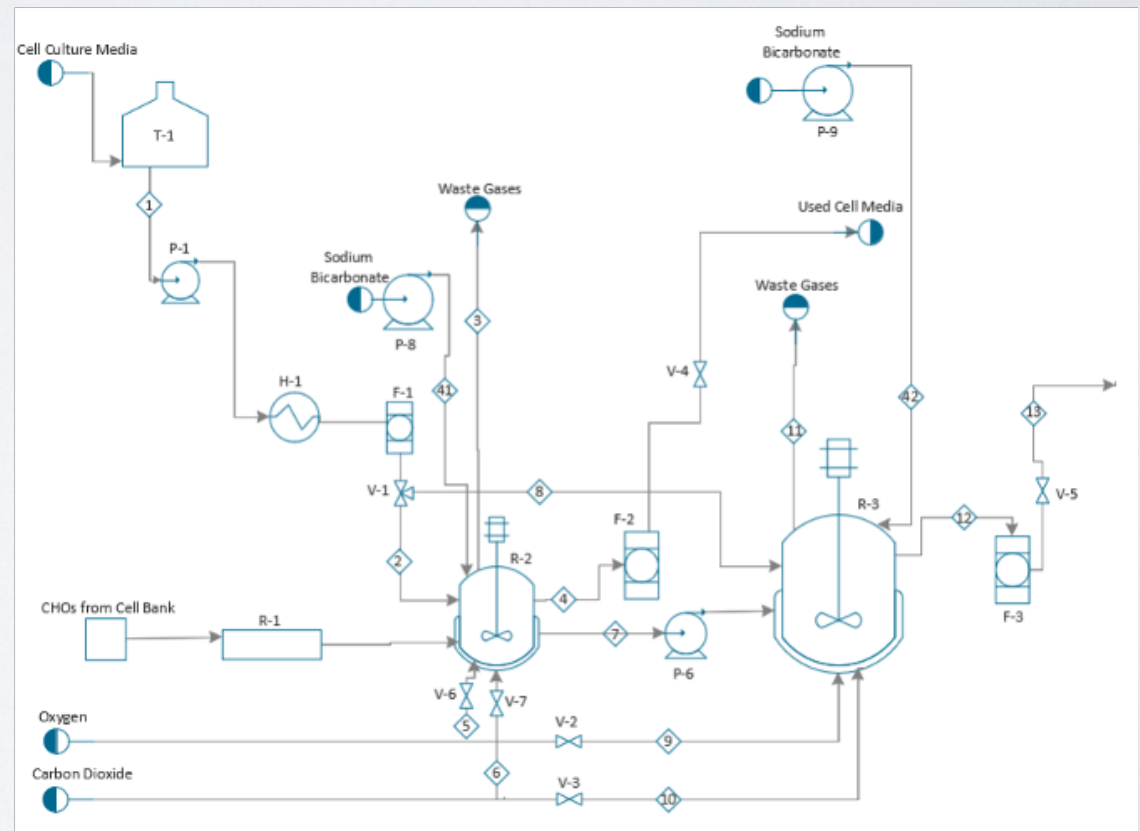 Sodium
Bicarbonate
Cell Culture Media
P-9
T-1
Waste Gases
Used Cell Media
1
P-1
Sodium
Bicarbonate
Waste Gases
3
P-8
V-4
H-1
F-1
41
42
13
11
V-1
8
V-5
R-3
F-2
12
2
R-2
4
CHOs from Cell Bank
R-1
7
F-3
P-6
V-6
V-7
5
Oxygen
V-2
9
6
Carbon Dioxide
V-3
10